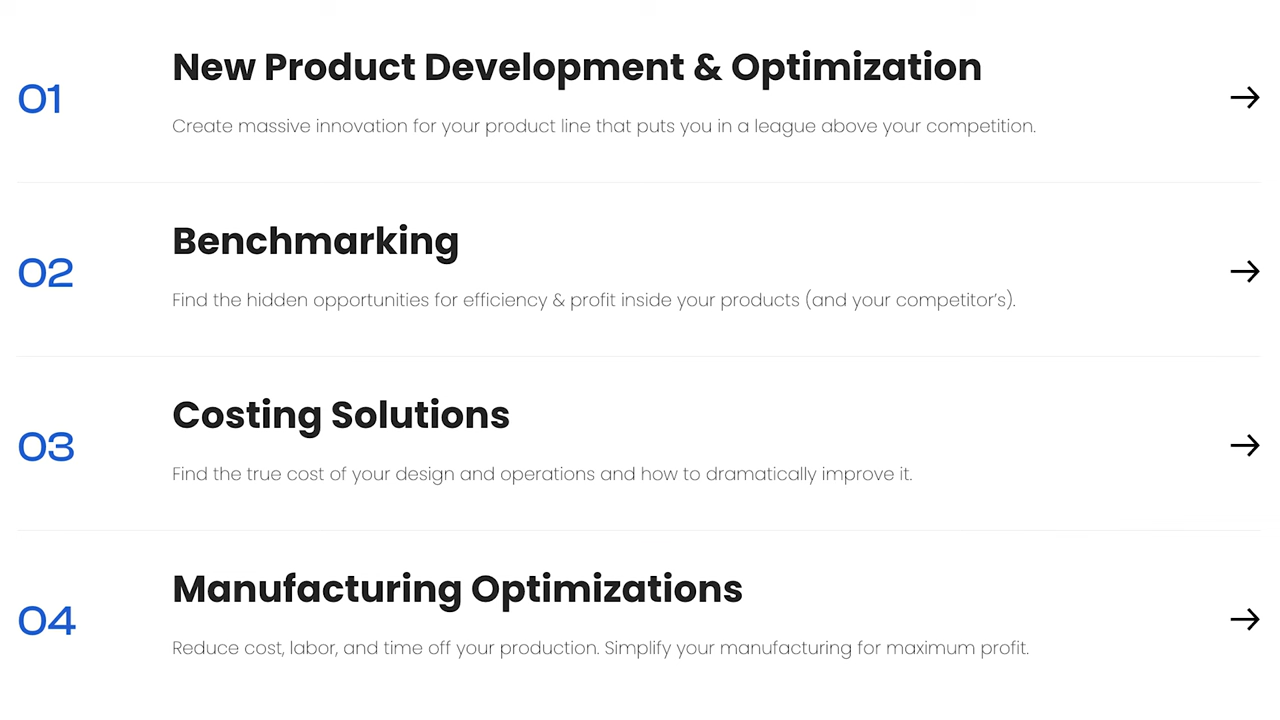 01
New Product Development & Optimization
Create massive innovation for your product line that puts you in a league above your competition.
02
Benchmarking
Find the hidden opportunities for efficiency & profit inside your products (and your competitor’s).
03
Costing Solutions
Find the true cost of your design and operations and how to dramatically improve it.
04
Manufacturing Optimizations
Reduce cost, labor, and time off your production. Simplify your manufacturing for maximum profit.